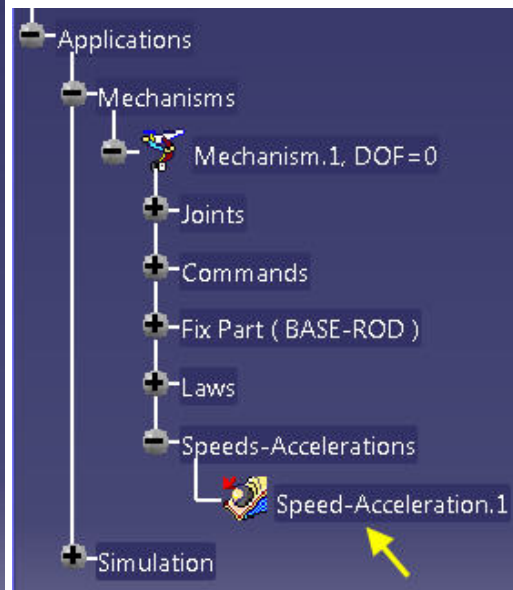 Applications
Mechanisms
Mechanism.1, DOF=0
Joints
Commands
Fix Part ( BASE-ROD )
Laws
Speeds-Accelerations
Speed-Acceleration.1
Simulation